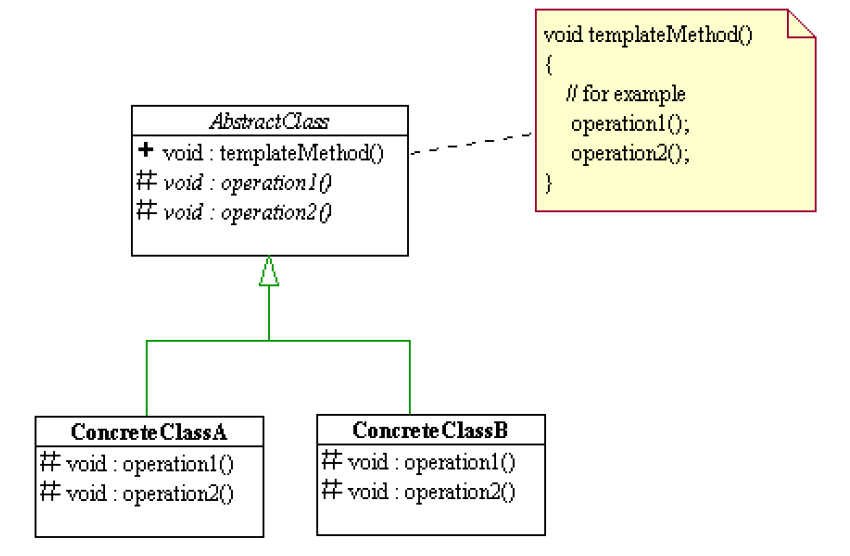 void templateMethod()
{
// for example
operation1();
operation2();
}
AbstractClass
+ void : templateMethod()
# void : operation1()
# void : operation2()
ConcreteClassA
# void : operation1()
# void : operation2()
ConcreteClassB
# void : operation1()
# void : operation2()